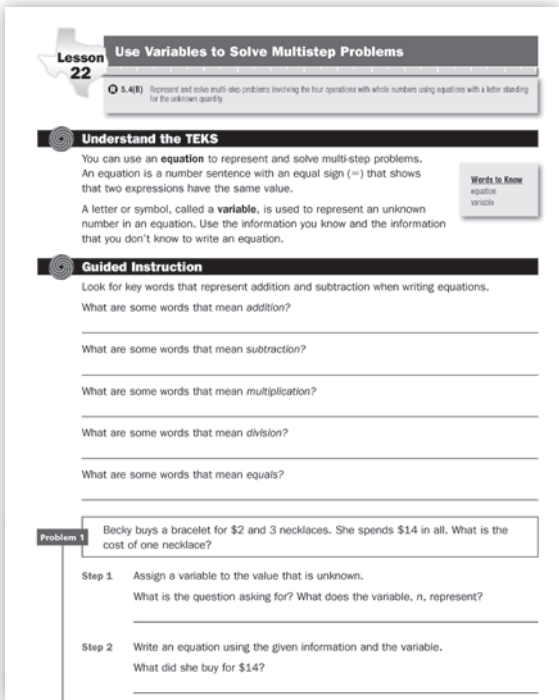 Lesson
22
Use Variables to Solve Multistep Problems
R 5.4(B) Represent and solve multi-step problems involving the four operations with whole numbers using equations with a letter standing
for the unknown quantity
Understand the TEKS
You can use an equation to represent and solve multi-step problems.
An equation is a number sentence with an equal sign (=) that shows
that two expressions have the same value.
A letter or symbol, called a variable, is used to represent an unknown
number in an equation. Use the information you know and the information
that you don't know to write an equation.
Words to Know
equation
variable
Guided Instruction
Look for key words that represent addition and subtraction when writing equations.
What are some words that mean addition?
What are some words that mean subtraction?
What are some words that mean multiplication?
What are some words that mean division?
What are some words that mean equals?
Problem 1
Becky buys a bracelet for $2 and 3 necklaces. She spends $14 in all. What is the
cost of one necklace?
Step 1 Assign a variable to the value that is unknown.
What is the question asking for? What does the variable, n, represent?
Step 2 Write an equation using the given information and the variable.
What did she buy for $14?